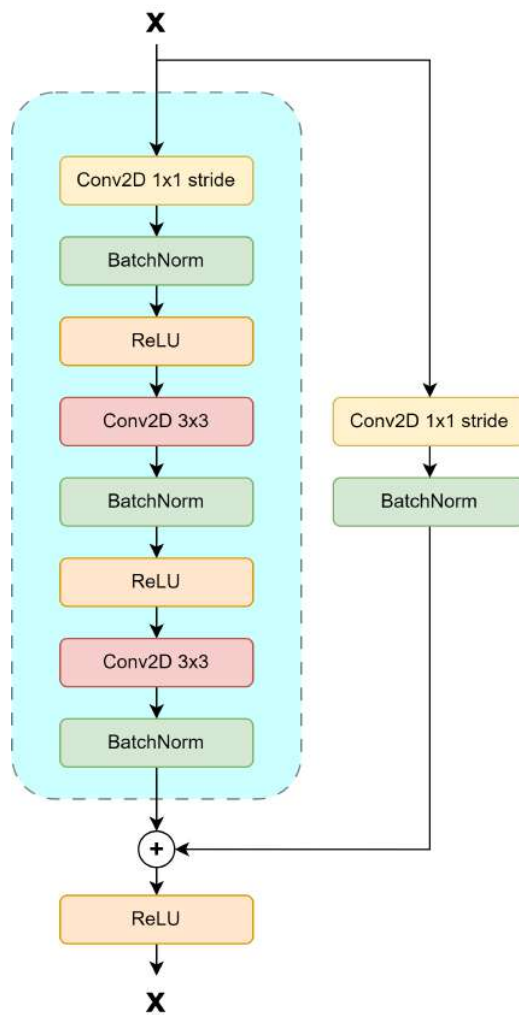 X
Conv2D 1x1 stride
BatchNorm
ReLU
Conv2D 3x3
BatchNorm
ReLU
Conv2D 3x3
BatchNorm
Conv2D 1x1 stride
BatchNorm
+
ReLU
X